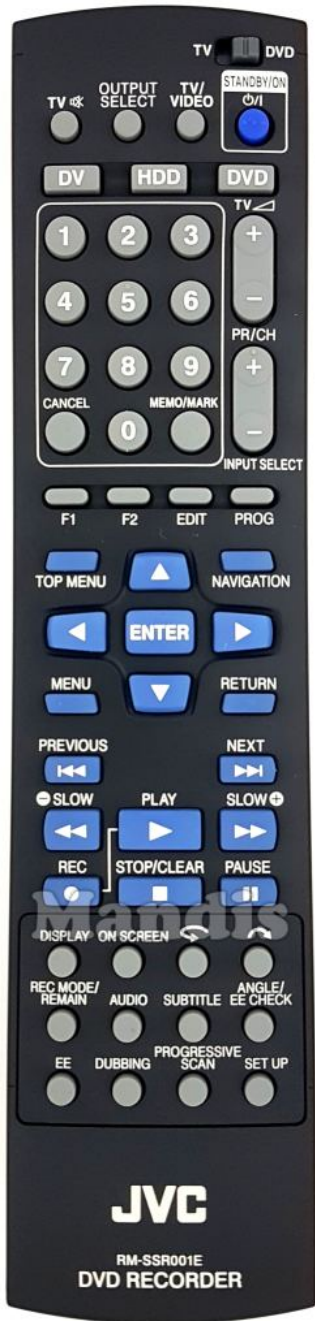 TV DVD
STANDBY/ON
TV OUTPUT SELECT TV/VIDEO
DV HDD DVD
TV
1 2 3 +
4 5 6 −
PR/CH
7 8 9 +
CANCEL MEMO/MARK
0 −
INPUT SELECT
F1 F2 EDIT PROG
TOP MENU NAVIGATION
ENTER
MENU RETURN
PREVIOUS NEXT
SLOW PLAY SLOW
REC STOP/CLEAR PAUSE
Mandis
DISPLAY ON SCREEN
REC MODE/REMAIN AUDIO SUBTITLE ANGLE/EE CHECK
EE DUBBING PROGRESSIVE SCAN SET UP
JVC
RM-SSR001E
DVD RECORDER